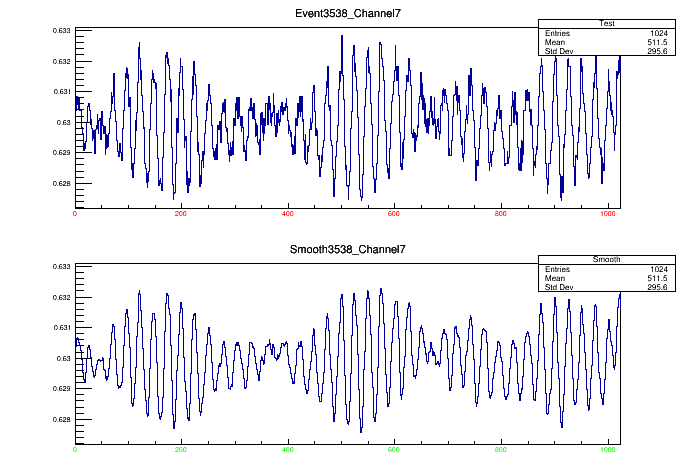 Event3538_Channel7
Test
Entries 1024
Mean 511.5
Std Dev 295.6
0.633
0.632
0.631
0.63
0.629
0.628
0 200 400 600 800 1000
Smooth3538_Channel7
Smooth
Entries 1024
Mean 511.5
Std Dev 295.6
0.633
0.632
0.631
0.63
0.629
0.628
0 200 400 600 800 1000